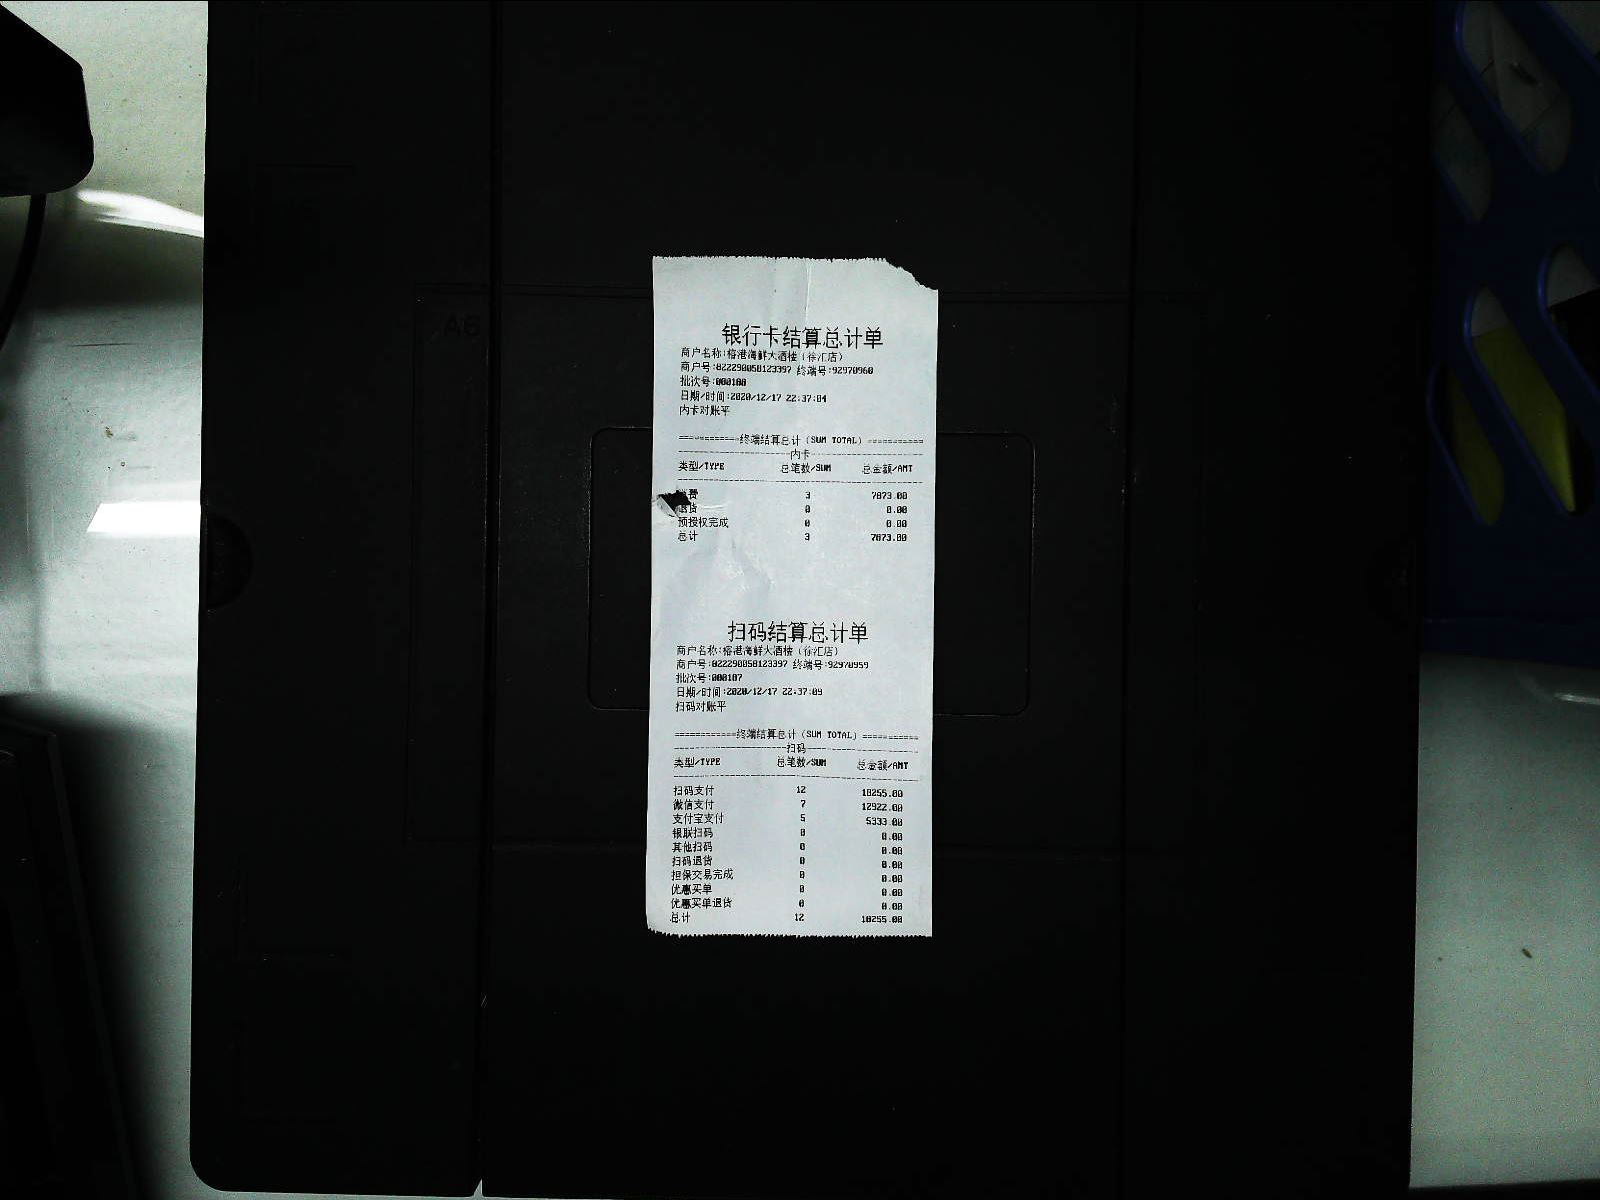 A6
银行卡结算总计单
商户名称:榕港海鲜大酒楼（徐汇店）
商户号:822290058123397 终端号:92970960
批次号:000188
日期/时间:2020/12/17 22:37:04
内卡对账平
===========终端结算总计（SUM TOTAL）==========
内卡
类型/TYPE 总笔数/SUM 总金额/AMT
费 3 7873.00
退货 0 0.00
预授权完成 0 0.00
总计 3 7873.00
扫码结算总计单
商户名称:榕港海鲜大酒楼（徐汇店）
商户号:822290058123397 终端号:92970959
批次号:000187
日期/时间:2020/12/17 22:37:09
扫码对账平
===========终端结算总计（SUM TOTAL）==========
扫码
类型/TYPE 总笔数/SUM 总金额/AMT
扫码支付 12 18255.00
微信支付 7 12922.00
支付宝支付 5 5333.00
银联扫码 0 0.00
其他扫码 0 0.00
扫码退货 0 0.00
担保交易完成 0 0.00
优惠买单 0 0.00
优惠买单退货 0 0.00
总计 12 18255.00